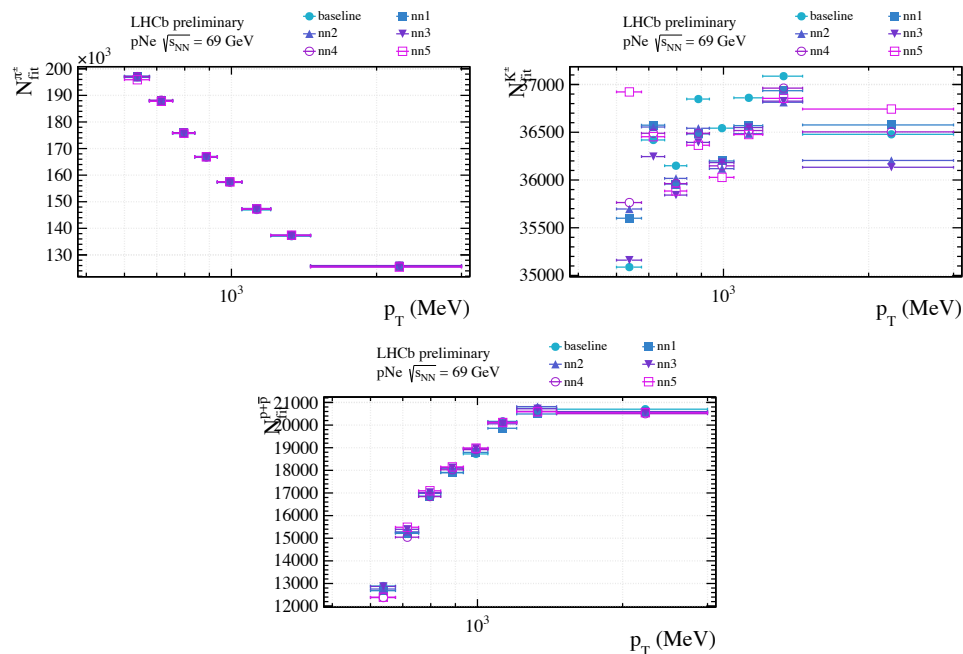 LHCb preliminary
pNe √s_NN = 69 GeV
baseline nn1
nn2 nn3
nn4 nn5
×10³
N^π±_fit
200
190
180
170
160
150
140
130
10³
p_T (MeV)
LHCb preliminary
pNe √s_NN = 69 GeV
baseline nn1
nn2 nn3
nn4 nn5
N^K±_fit
37000
36500
36000
35500
35000
10³
p_T (MeV)
LHCb preliminary
pNe √s_NN = 69 GeV
baseline nn1
nn2 nn3
nn4 nn5
21000
20000
19000
18000
17000
16000
15000
14000
13000
12000
10³
p_T (MeV)